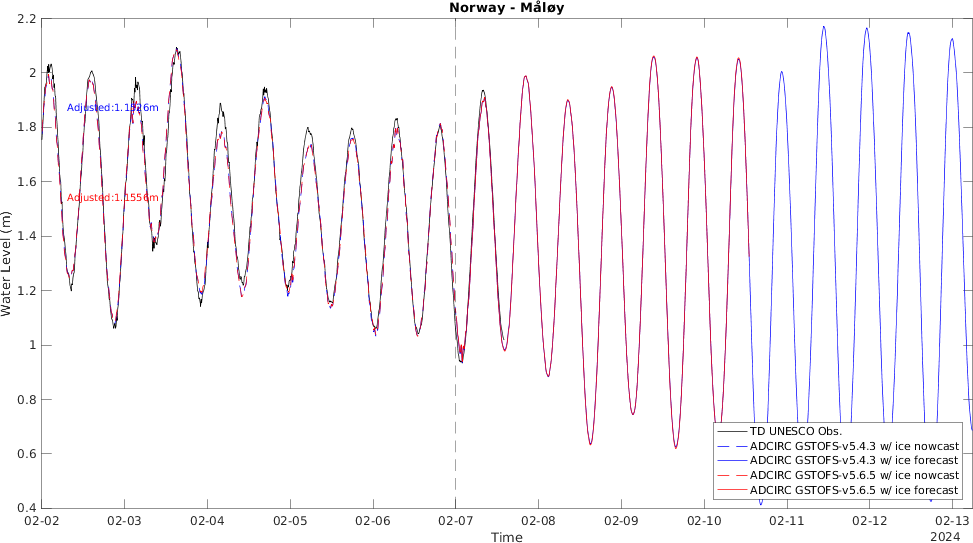 Norway - Måløy
2.2
2
1.8
1.6
1.4
1.2
1
0.8
0.6
0.4
Water Level (m)
Adjusted:1.1326m
Adjusted:1.1556m
TD UNESCO Obs.
ADCIRC GSTOFS-v5.4.3 w/ ice nowcast
ADCIRC GSTOFS-v5.4.3 w/ ice forecast
ADCIRC GSTOFS-v5.6.5 w/ ice nowcast
ADCIRC GSTOFS-v5.6.5 w/ ice forecast
02-02 02-03 02-04 02-05 02-06 02-07 02-08 02-09 02-10 02-11 02-12 02-13
Time
2024